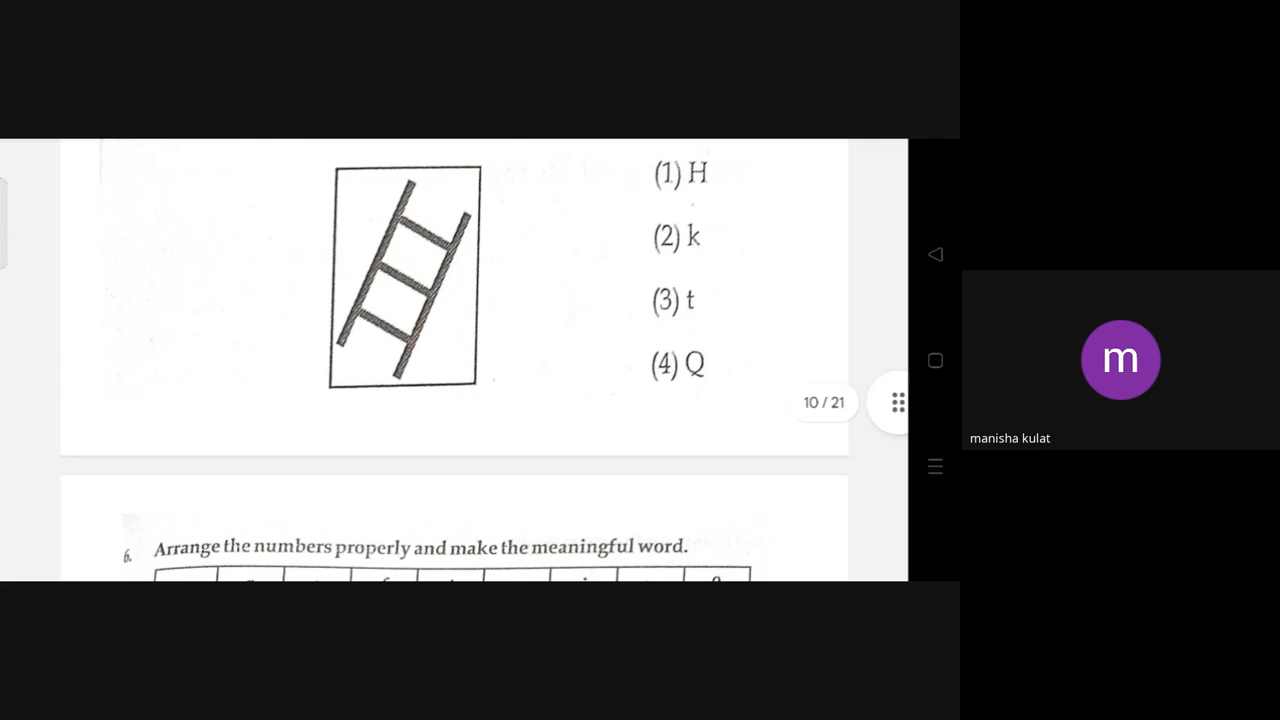 (1) H
(2) k
(3) t
(4) Q
10 / 21
m
manisha kulat
6. Arrange the numbers properly and make the meaningful word.